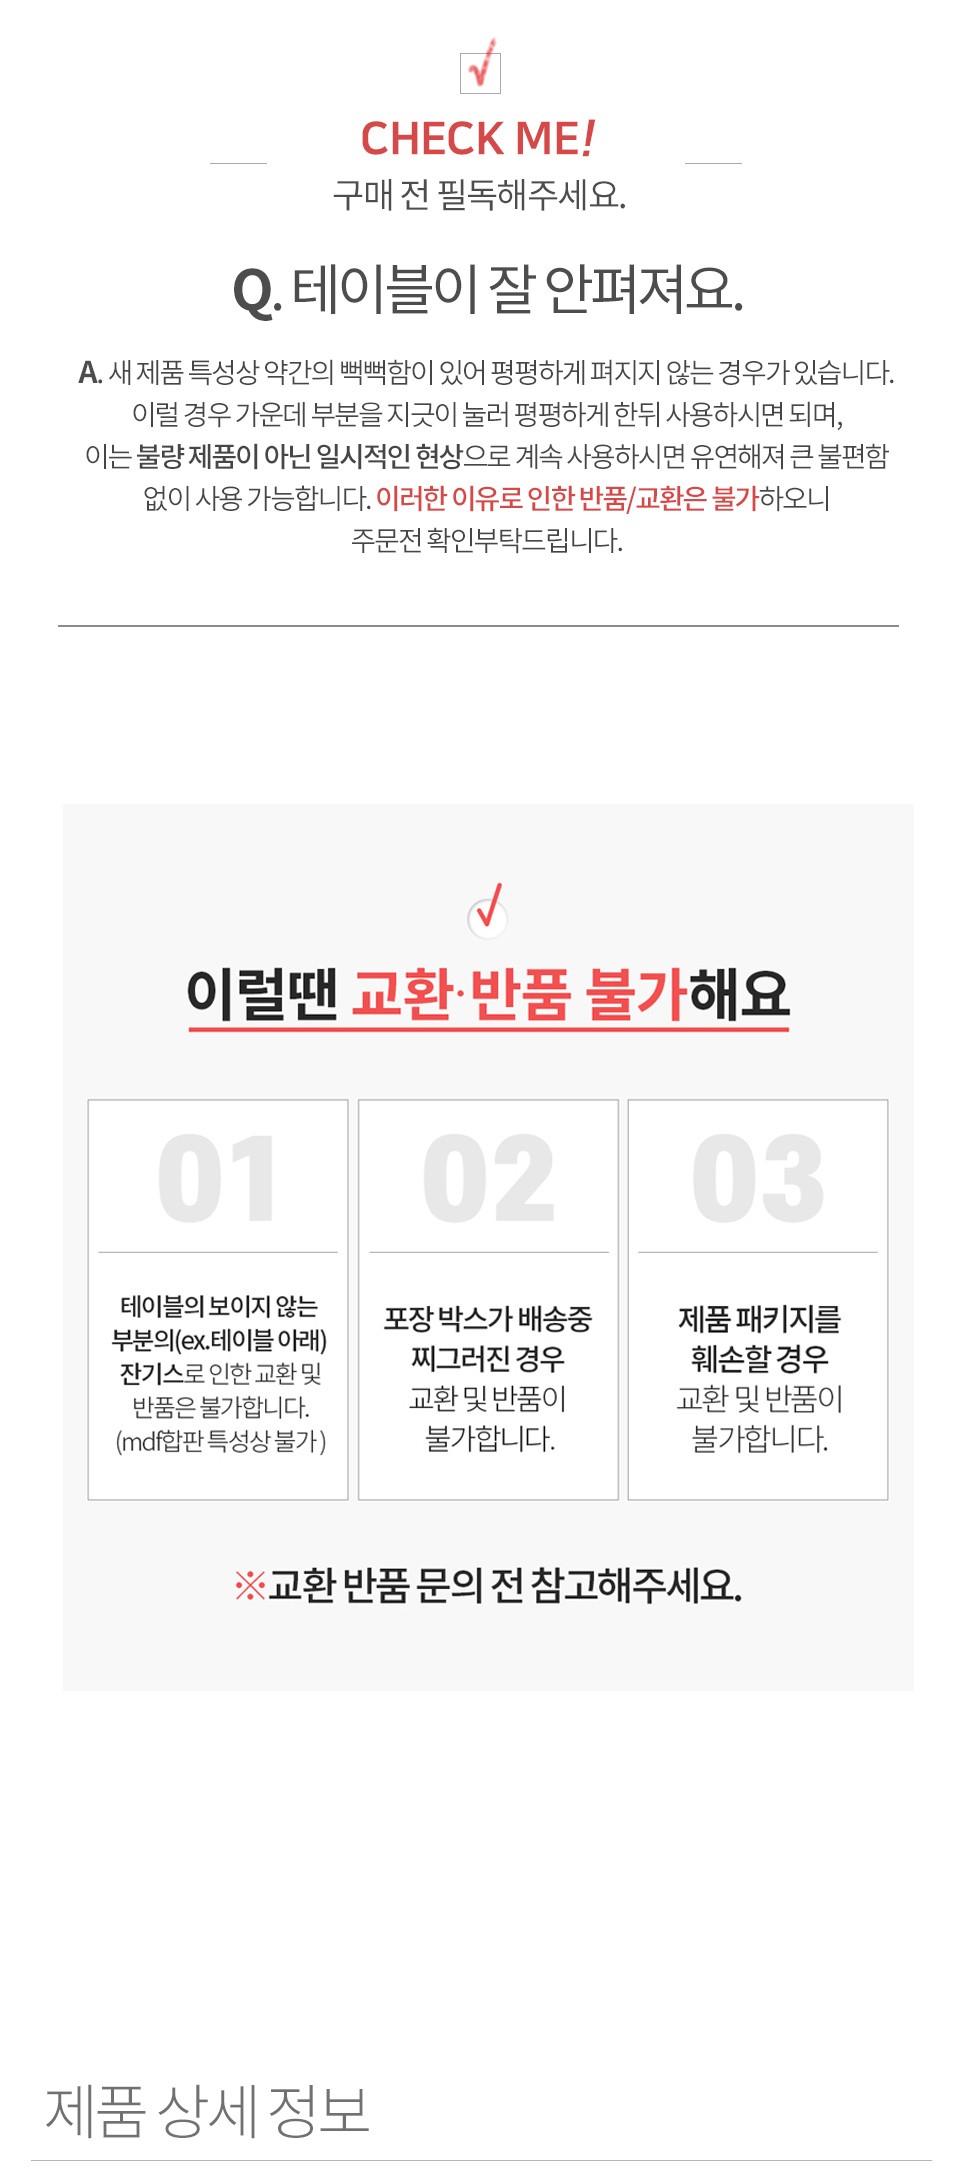 CHECK ME!
구매 전 필독해주세요.
Q. 테이블이 잘 안펴져요.
A. 새 제품 특성상 약간의 뻑뻑함이 있어 평평하게 펴지지 않는 경우가 있습니다.
이럴 경우 가운데 부분을 지긋이 눌러 평평하게 한뒤 사용하시면 되며,
이는 불량 제품이 아닌 일시적인 현상으로 계속 사용하시면 유연해져 큰 불편함
없이 사용 가능합니다. 이러한 이유로 인한 반품/교환은 불가하오니
주문전 확인부탁드립니다.
이럴땐 교환·반품 불가해요
01
테이블의 보이지 않는
부분의(ex.테이블 아래)
잔기스로 인한 교환 및
반품은 불가합니다.
(mdf합판 특성상 불가)
02
포장 박스가 배송중
찌그러진 경우
교환 및 반품이
불가합니다.
03
제품 패키지를
훼손할 경우
교환 및 반품이
불가합니다.
※교환 반품 문의 전 참고해주세요.
제품 상세 정보